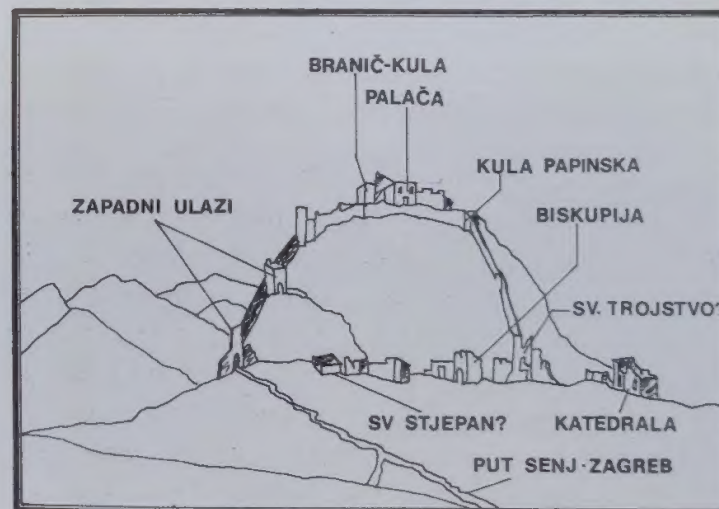 BRANIČ-KULA
PALAČA
KULA PAPINSKA
ZAPADNI ULAZI
BISKUPIJA
SV. TROJSTVO?
SV STJEPAN?
KATEDRALA
PUT SENJ-ZAGREB